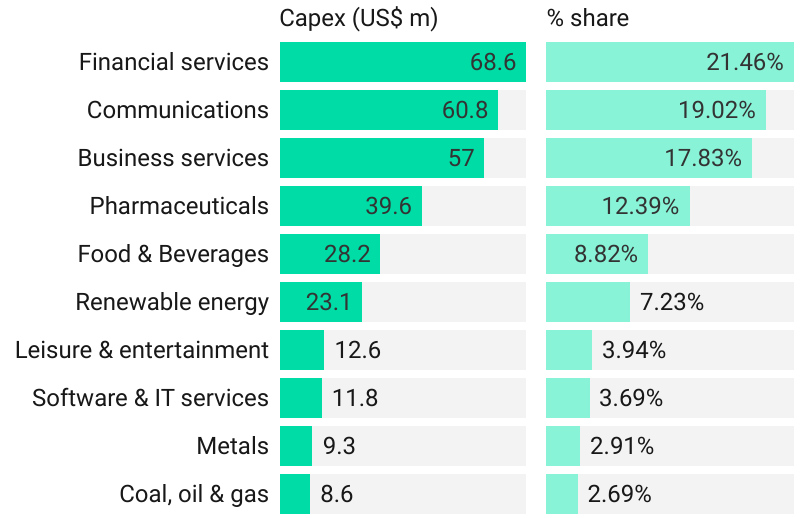 Capex (US$ m) % share
Financial services 68.6 21.46%
Communications 60.8 19.02%
Business services 57 17.83%
Pharmaceuticals 39.6 12.39%
Food & Beverages 28.2 8.82%
Renewable energy 23.1 7.23%
Leisure & entertainment 12.6 3.94%
Software & IT services 11.8 3.69%
Metals 9.3 2.91%
Coal, oil & gas 8.6 2.69%